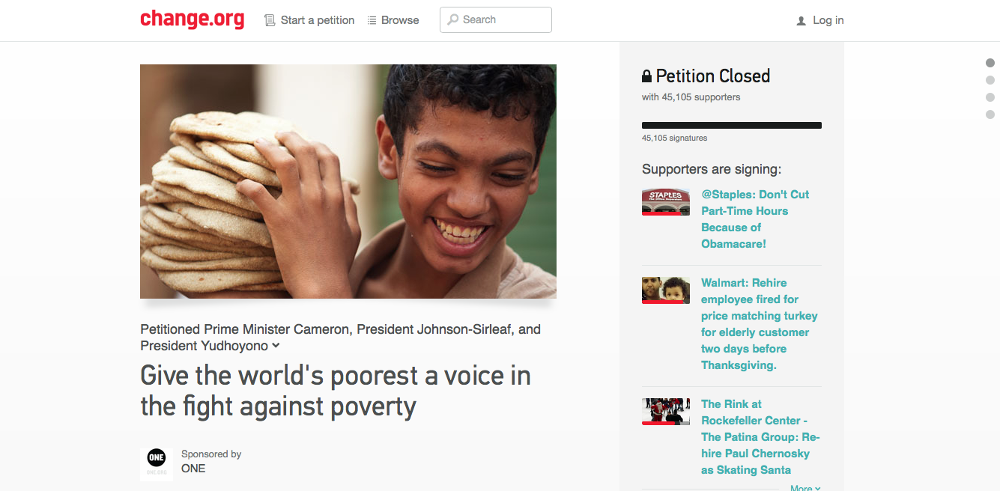 change.org
Start a petition
Browse
Search
Log in
Petitioned Prime Minister Cameron, President Johnson-Sirleaf, and
President Yudhoyono
Give the world's poorest a voice in
the fight against poverty
ONE
ONE.ORG
Sponsored by
ONE
Petition Closed
with 45,105 supporters
45,105 signatures
Supporters are signing:
STAPLES
@Staples: Don't Cut
Part-Time Hours
Because of
Obamacare!
Walmart: Rehire
employee fired for
price matching turkey
for elderly customer
two days before
Thanksgiving.
The Rink at
Rockefeller Center -
The Patina Group: Re-
hire Paul Chernosky
as Skating Santa
More